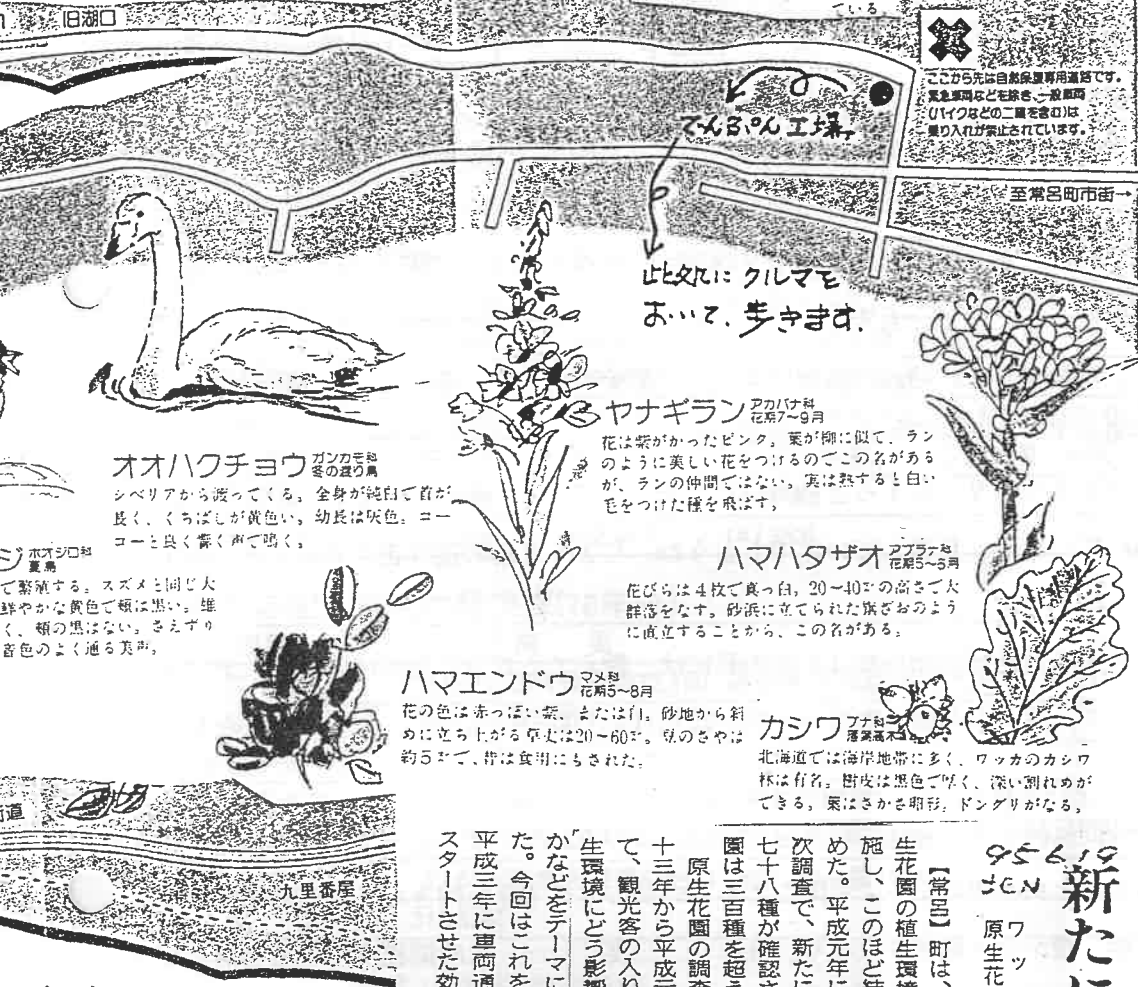 旧湖口
ている。
ここから先は自然保護専用道路です。
緊急車両などを除き、一般車両
(バイクなどの二輪を含む)は
乗り入れが禁止されています。
でんぷん工場
至常呂町市街→
此処に クルマを
おいて、歩きます.
ヤナギラン アカバナ科
花期7〜9月
花は紫がかったピンク。葉が柳に似て、ラン
のように美しい花をつけるのでこの名がある
が、ランの仲間ではない。実は熟すると白い
毛をつけた種を飛ばす。
オオハクチョウ ガンカモ科
冬の渡り鳥
シベリアから渡ってくる。全身が純白で首が
長く、くちばしが黄色い。幼長は灰色。コー
コーと良く響く声で鳴く。
ジ ホオジロ科
夏鳥
で繁殖する。スズメと同じ大
鮮やかな黄色で頬は黒い。雌
く、頬の黒はない。さえずり
音色のよく通る美声。
ハマハタザオ アブラナ科
花びらは4枚で真っ白。20〜40㌢の高さで大
群落をなす。砂浜に立てられた旗ざおのよう
に直立することから、この名がある。
ハマエンドウ マメ科
花期5〜8月
花の色は赤っぽい紫、または白。砂地から斜
めに立ち上がる草丈は20〜60㌢。豆のさやは
約5㌢で、昔は食用にもされた。
カシワ ブナ科
落葉高木
北海道では海岸地帯に多く、ワッカのカシワ
林は有名。樹皮は黒色で厚く、深い割れめが
できる。葉はさかさ卵形。ドングリがなる。
街道
九里番屋
95.6.19
新たに
ワッ
原生花
【常呂】町は、
生花園の植生環境
施し、このほど結
めた。平成元年に
次調査で、新たに
七十八種が確認さ
園は三百種を超え
原生花園の調査
十三年から平成元
て、観光客の入り
生環境にどう影響
かなどをテーマに
た。今回はこれを
平成三年に車両通
スタートさせた効